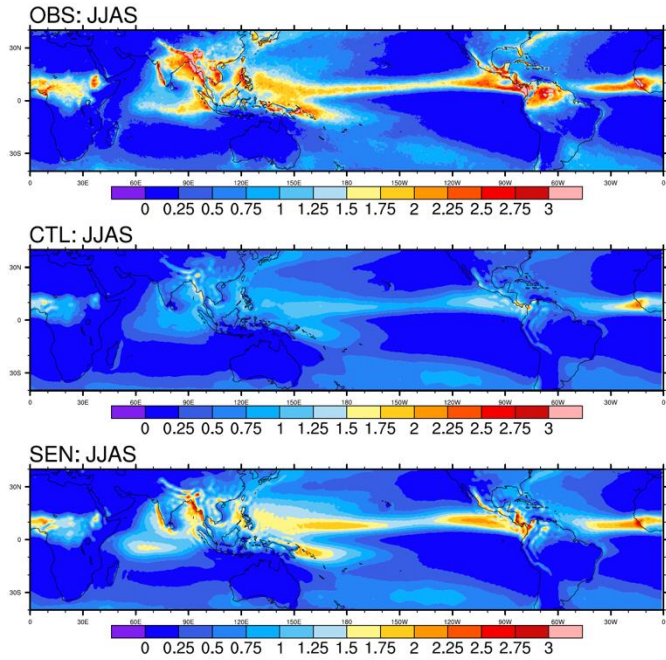 OBS: JJAS
30N
0
30S
0 30E 60E 90E 120E 150E 180 150W 120W 90W 60W 30W 0
0 0.25 0.5 0.75 1 1.25 1.5 1.75 2 2.25 2.5 2.75 3
CTL: JJAS
30N
0
30S
0 30E 60E 90E 120E 150E 180 150W 120W 90W 60W 30W 0
0 0.25 0.5 0.75 1 1.25 1.5 1.75 2 2.25 2.5 2.75 3
SEN: JJAS
30N
0
30S
0 30E 60E 90E 120E 150E 180 150W 120W 90W 60W 30W 0
0 0.25 0.5 0.75 1 1.25 1.5 1.75 2 2.25 2.5 2.75 3